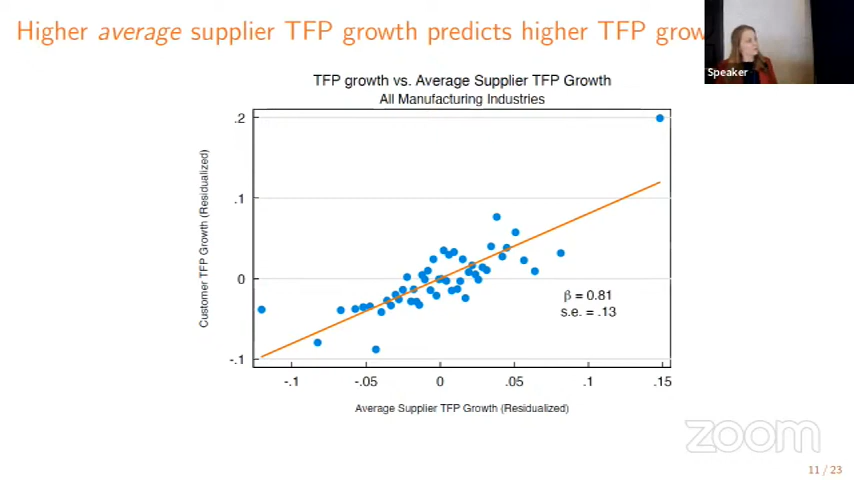 Higher average supplier TFP growth predicts higher TFP
Speaker
TFP growth vs. Average Supplier TFP Growth
All Manufacturing Industries
Customer TFP Growth (Residualized)
.2
.1
0
-.1
β = 0.81
s.e. = .13
-.1
-.05
0
.05
.1
.15
Average Supplier TFP Growth (Residualized)
zoom
11 / 23